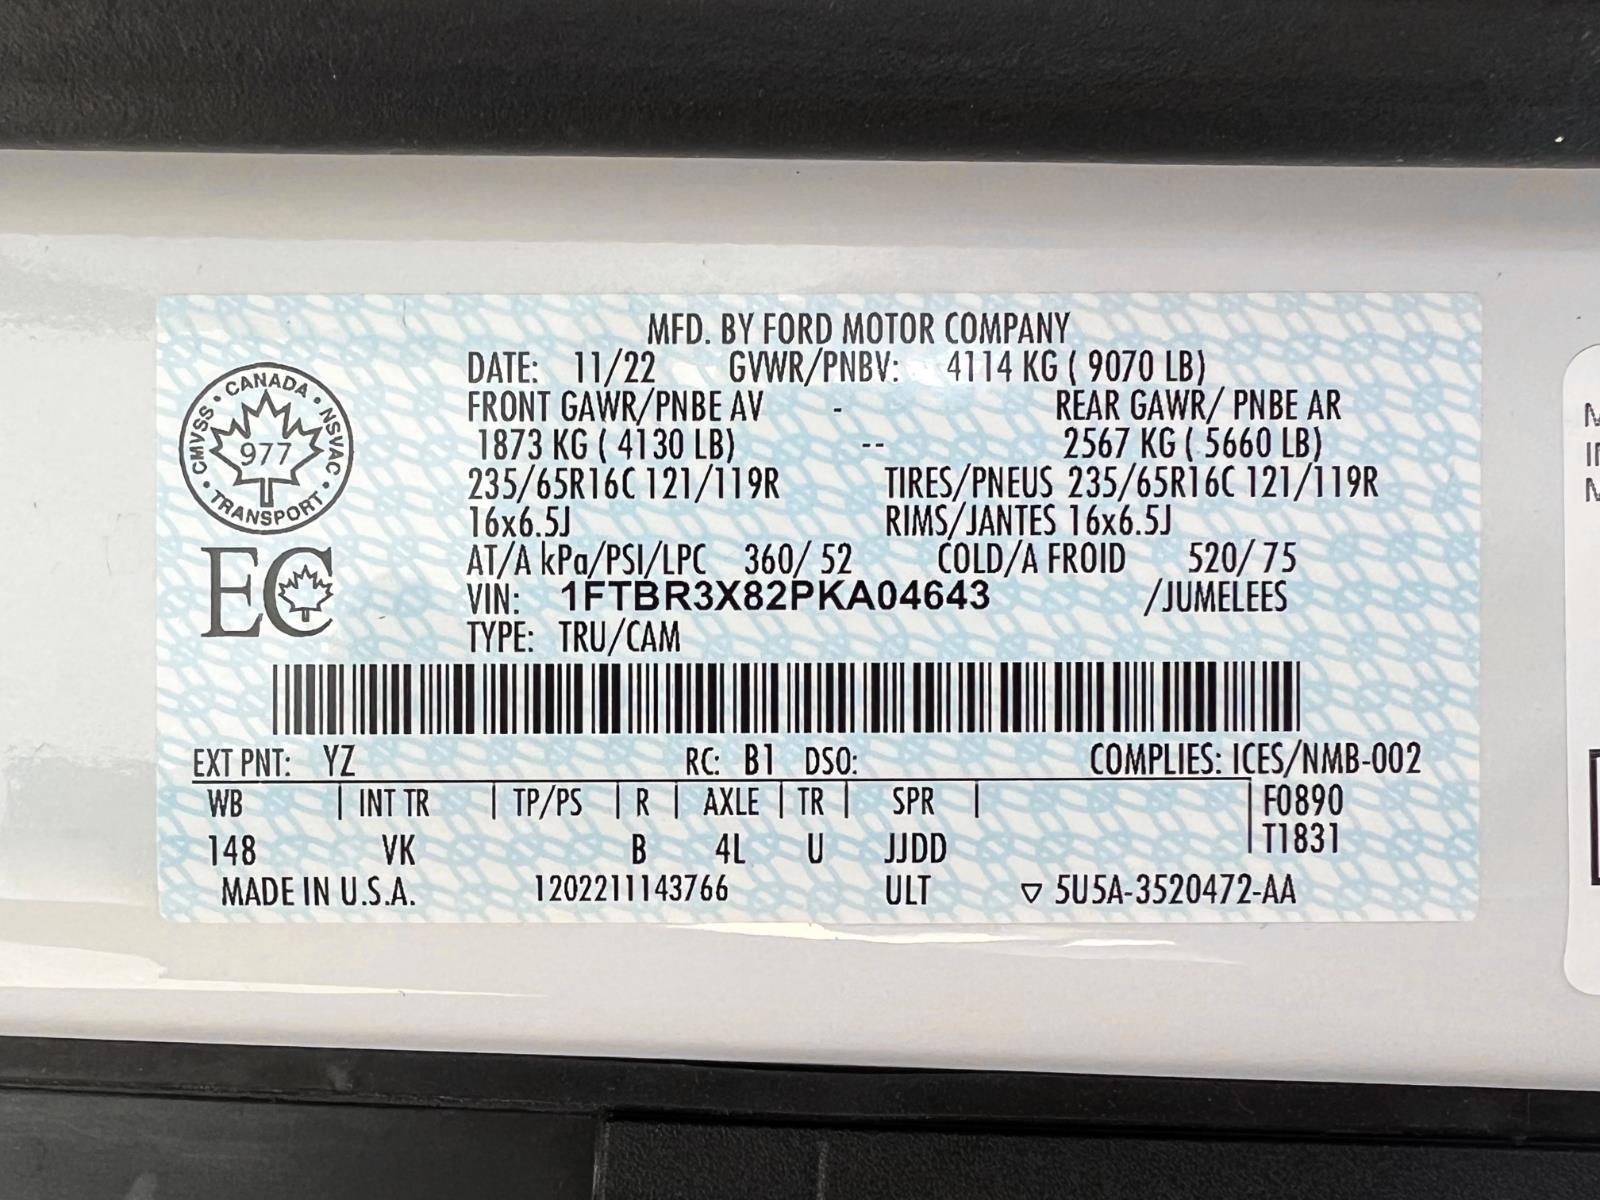 MFD. BY FORD MOTOR COMPANY
DATE: 11/22 GVWR/PNBV: 4114 KG ( 9070 LB)
FRONT GAWR/PNBE AV - REAR GAWR/ PNBE AR
1873 KG ( 4130 LB) -- 2567 KG ( 5660 LB)
235/65R16C 121/119R TIRES/PNEUS 235/65R16C 121/119R
16x6.5J RIMS/JANTES 16x6.5J
AT/A kPa/PSI/LPC 360/ 52 COLD/A FROID 520/ 75
VIN: 1FTBR3X82PKA04643 /JUMELEES
TYPE: TRU/CAM
CANADA
CMVSS 977 NSVAC
TRANSPORT
EC
EXT PNT: YZ RC: B1 DSO: COMPLIES: ICES/NMB-002
WB | INT TR | TP/PS | R | AXLE | TR | SPR | F0890
148 VK B 4L U JJDD T1831
MADE IN U.S.A. 1202211143766 ULT ▽ 5U5A-3520472-AA